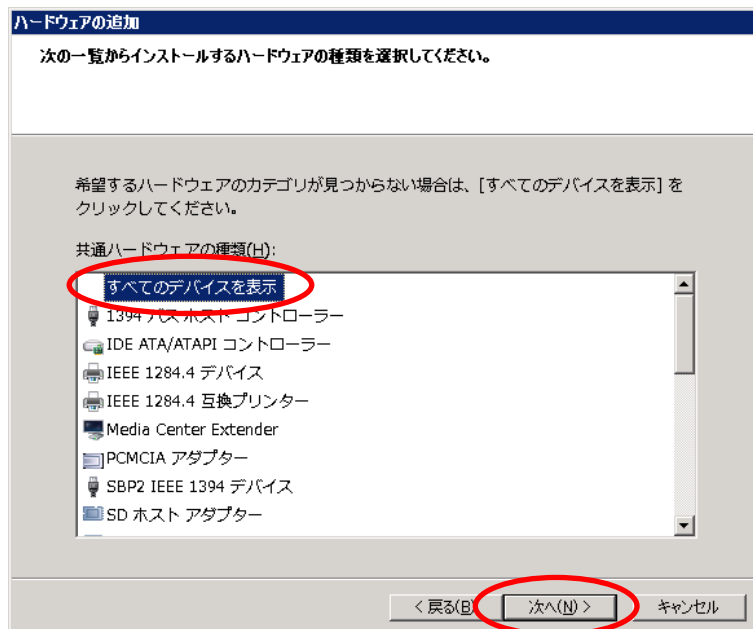 ハードウェアの追加
次の一覧からインストールするハードウェアの種類を選択してください。
希望するハードウェアのカテゴリが見つからない場合は、[すべてのデバイスを表示] を
クリックしてください。
共通ハードウェアの種類(H):
すべてのデバイスを表示
1394 バス ホスト コントローラー
IDE ATA/ATAPI コントローラー
IEEE 1284.4 デバイス
IEEE 1284.4 互換プリンター
Media Center Extender
PCMCIA アダプター
SBP2 IEEE 1394 デバイス
SD ホスト アダプター
< 戻る(B) 次へ(N) > キャンセル